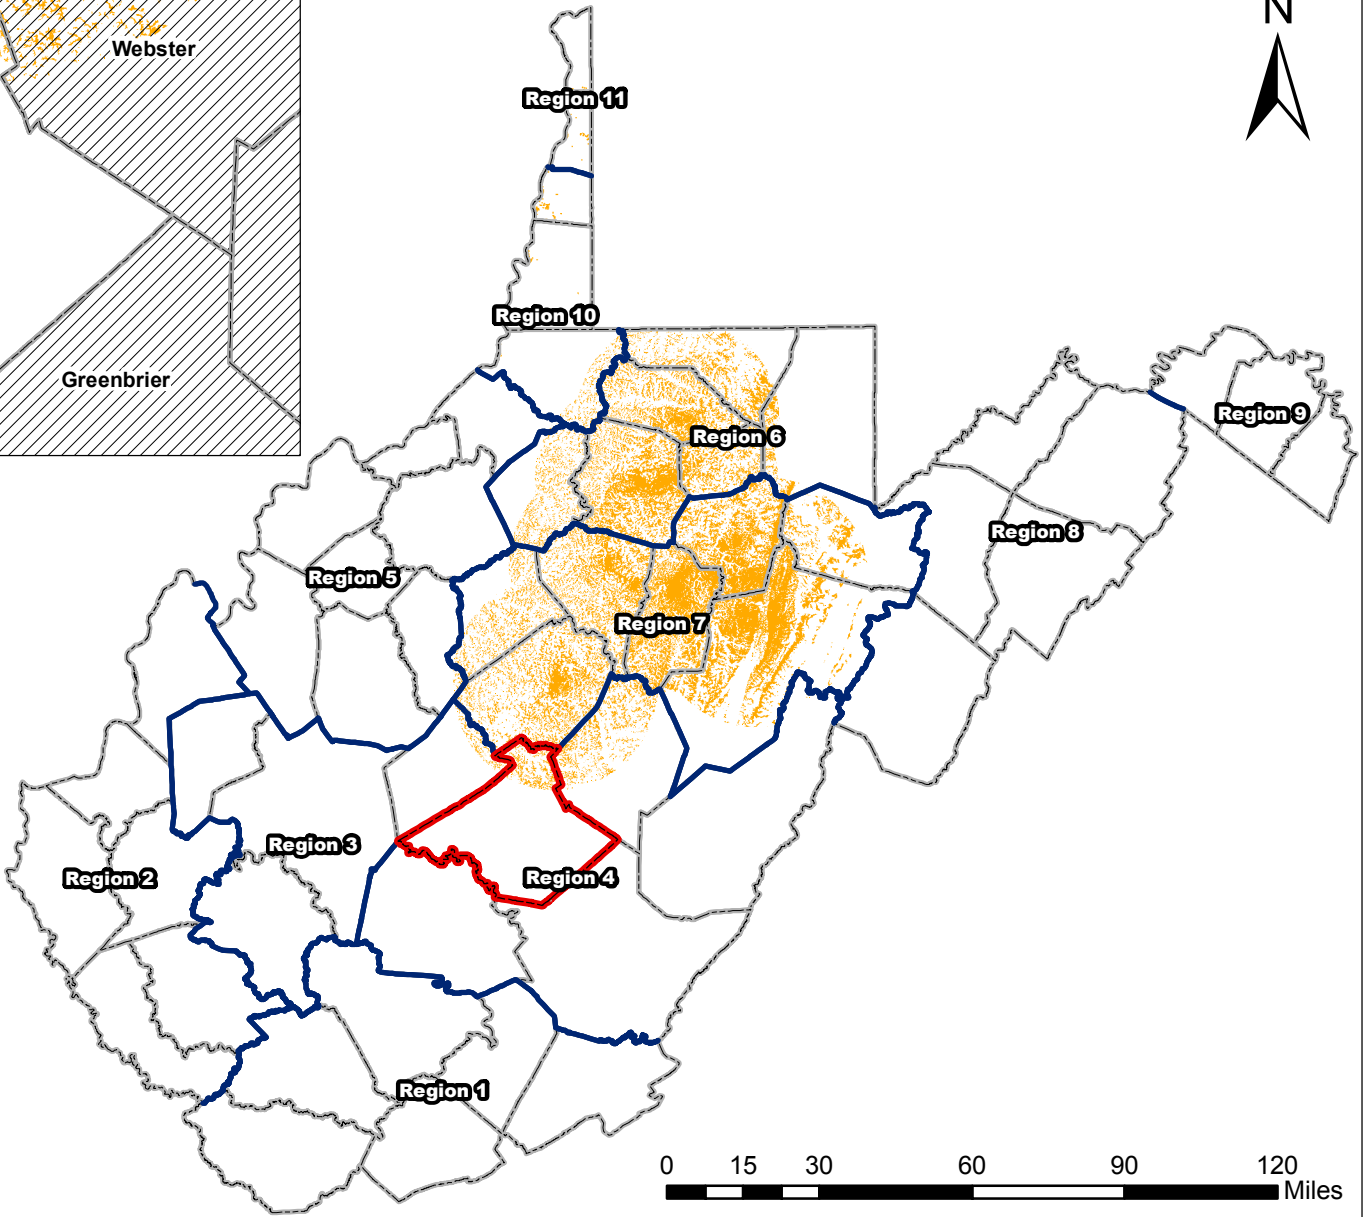 Webster
Greenbrier
N
Region 11
Region 10
Region 6
Region 9
Region 8
Region 5
Region 7
Region 3
Region 2
Region 4
Region 1
0 15 30 60 90 120
Miles